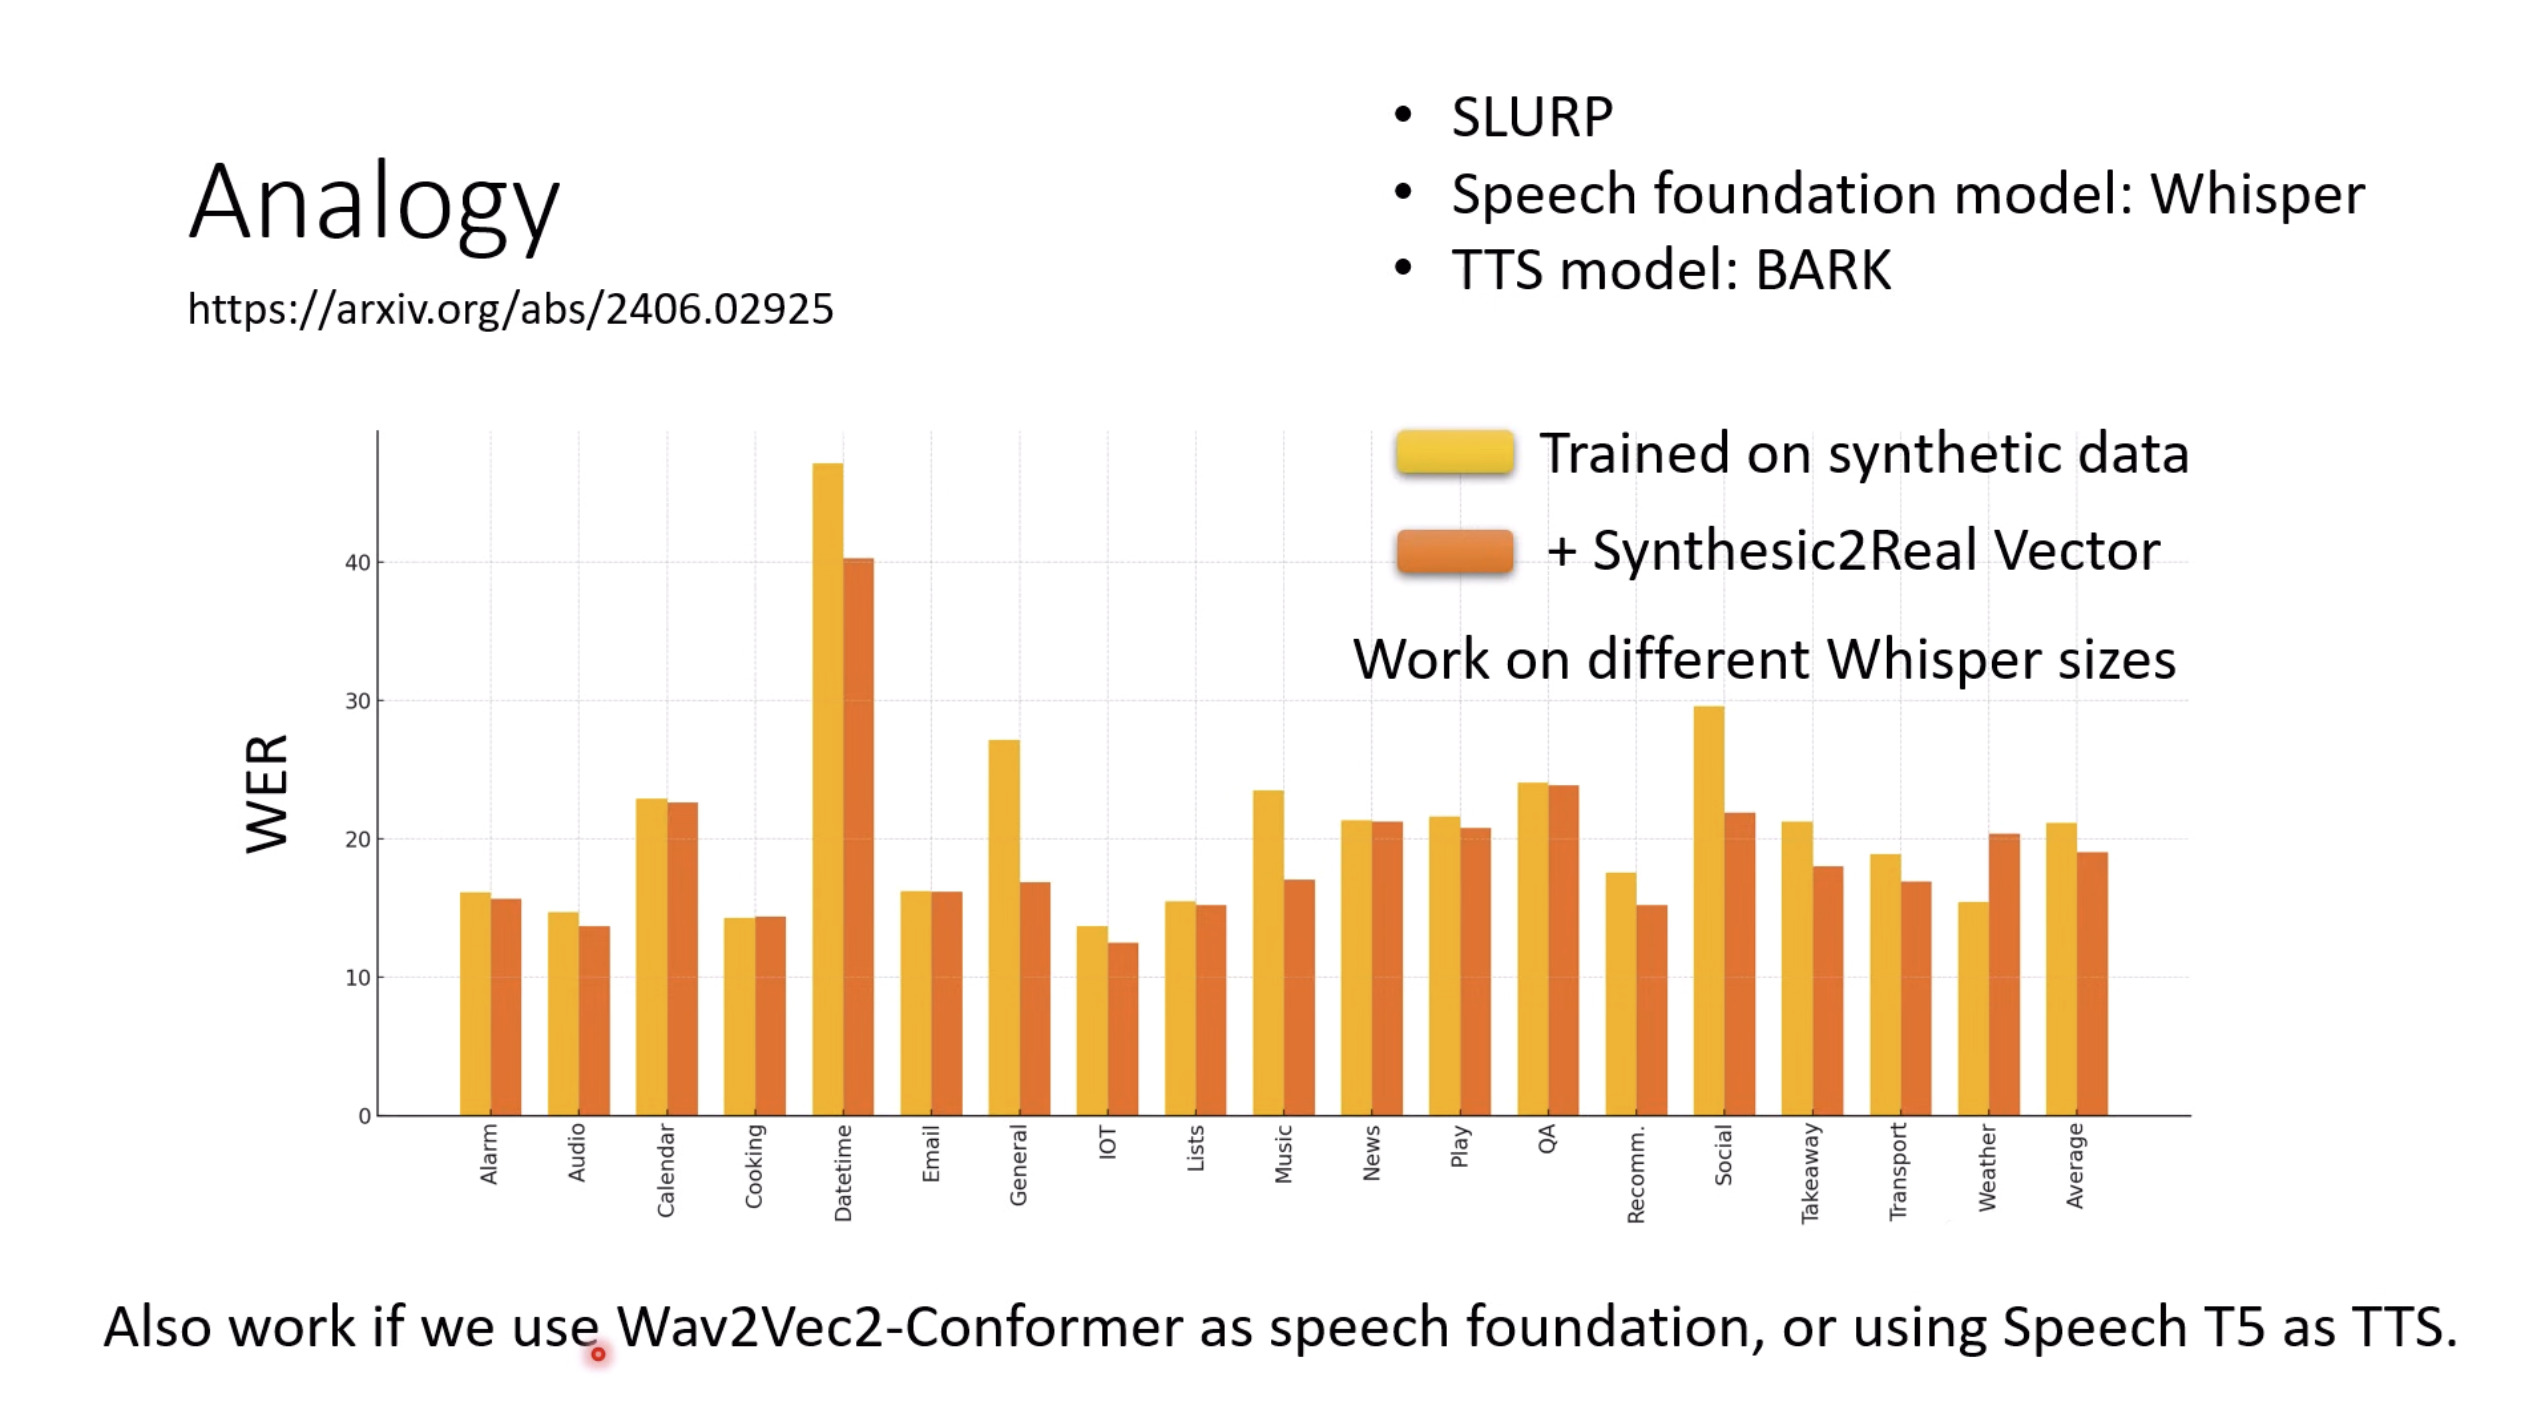 Analogy
https://arxiv.org/abs/2406.02925
• SLURP
• Speech foundation model: Whisper
• TTS model: BARK
Trained on synthetic data
+ Synthesic2Real Vector
Work on different Whisper sizes
WER
40
30
20
10
0
Alarm
Audio
Calendar
Cooking
Datetime
Email
General
IOT
Lists
Music
News
Play
QA
Recomm.
Social
Takeaway
Transport
Weather
Average
Also work if we use Wav2Vec2-Conformer as speech foundation, or using Speech T5 as TTS.